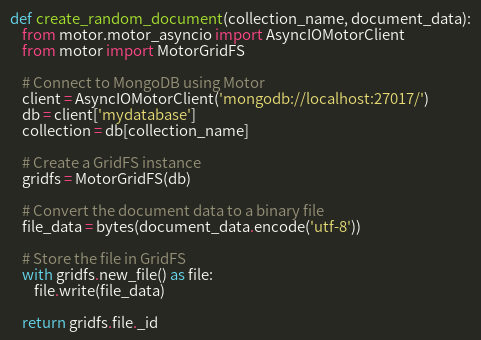 def create_random_document(collection_name, document_data):
from motor.motor_asyncio import AsyncIOMotorClient
from motor import MotorGridFS
# Connect to MongoDB using Motor
client = AsyncIOMotorClient('mongodb://localhost:27017/')
db = client['mydatabase']
collection = db[collection_name]
# Create a GridFS instance
gridfs = MotorGridFS(db)
# Convert the document data to a binary file
file_data = bytes(document_data.encode('utf-8'))
# Store the file in GridFS
with gridfs.new_file() as file:
file.write(file_data)
return gridfs.file._id